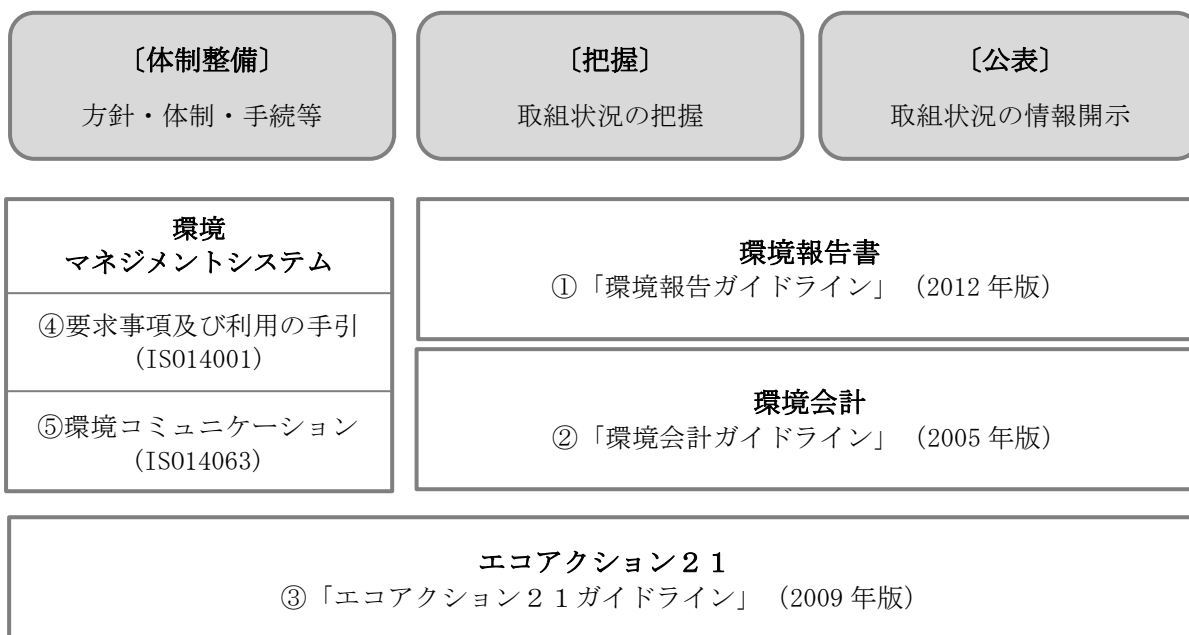 〔体制整備〕
方針・体制・手続等
〔把握〕
取組状況の把握
〔公表〕
取組状況の情報開示
環境
マネジメントシステム
④要求事項及び利用の手引
(ISO14001)
⑤環境コミュニケーション
(ISO14063)
環境報告書
①「環境報告ガイドライン」（2012 年版）
環境会計
②「環境会計ガイドライン」（2005 年版）
エコアクション２１
③「エコアクション２１ガイドライン」（2009 年版）